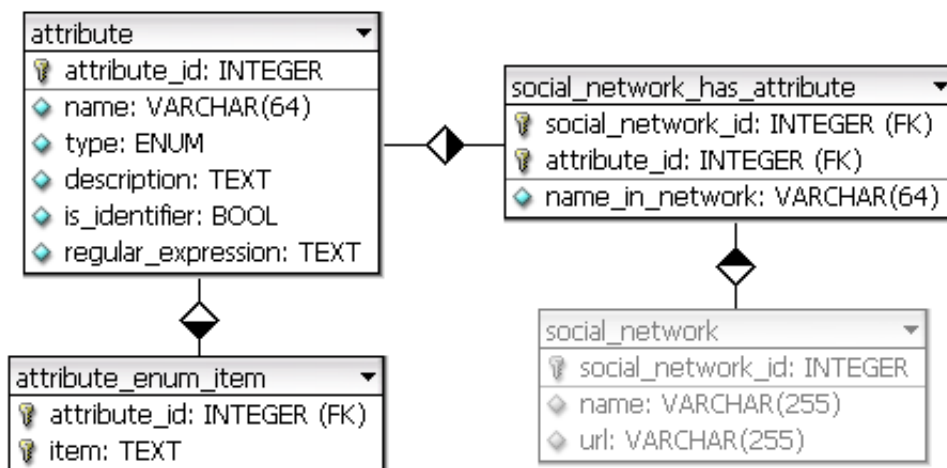 attribute
attribute_id: INTEGER
name: VARCHAR(64)
type: ENUM
description: TEXT
is_identifier: BOOL
regular_expression: TEXT
social_network_has_attribute
social_network_id: INTEGER (FK)
attribute_id: INTEGER (FK)
name_in_network: VARCHAR(64)
attribute_enum_item
attribute_id: INTEGER (FK)
item: TEXT
social_network
social_network_id: INTEGER
name: VARCHAR(255)
url: VARCHAR(255)